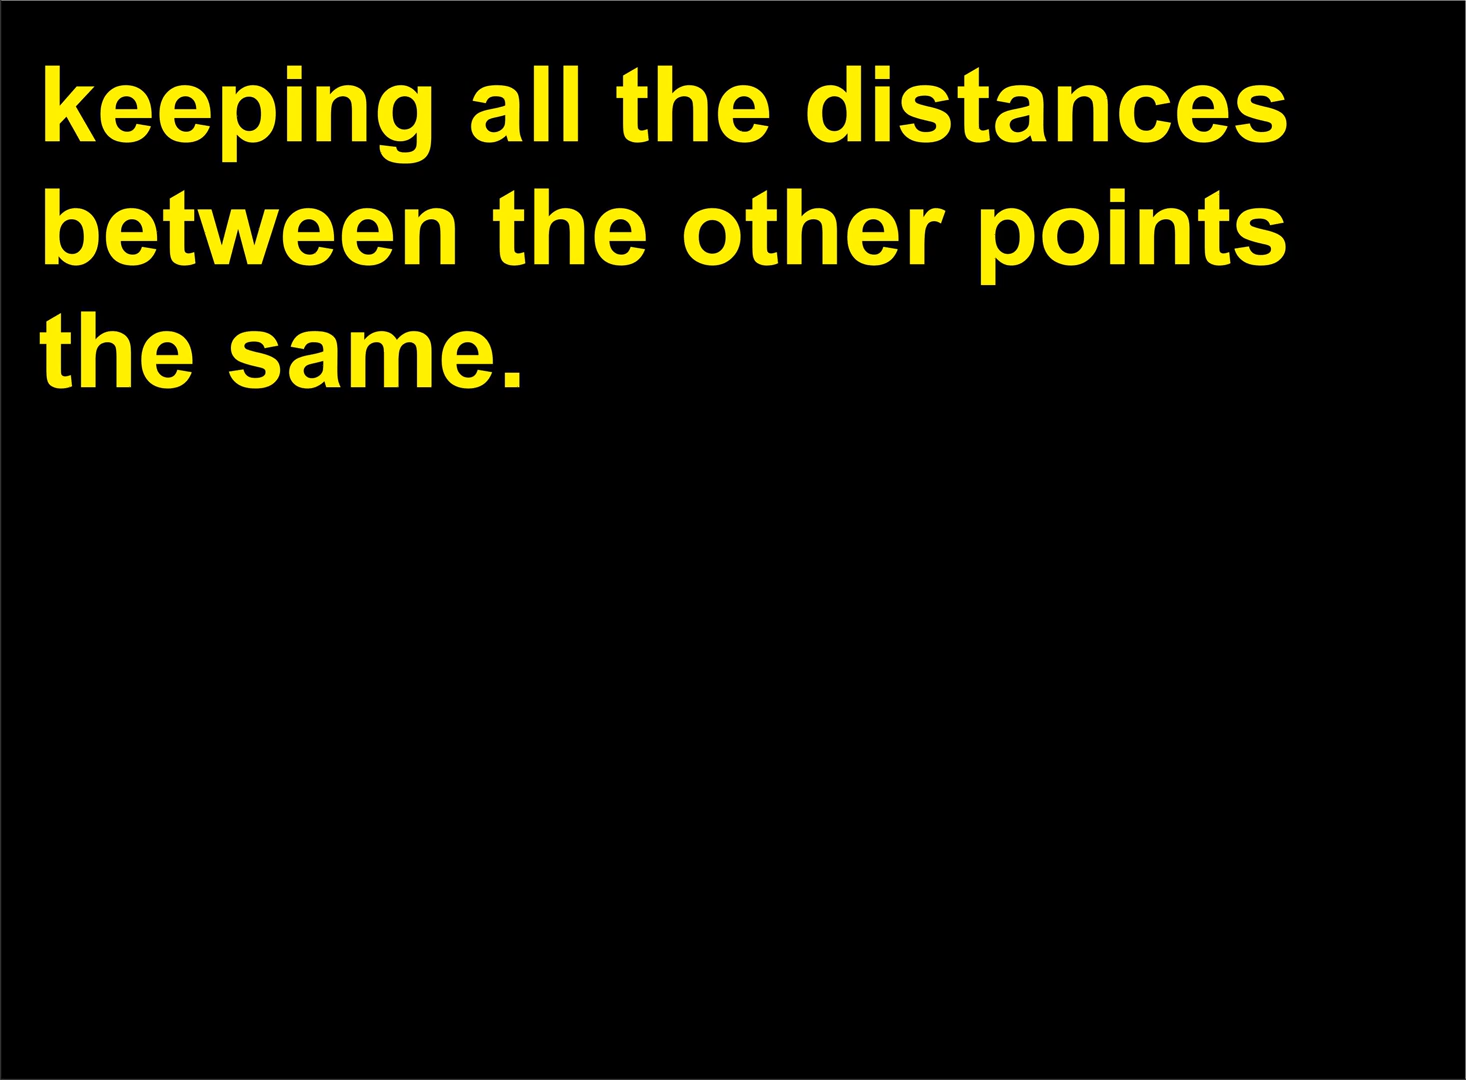 keeping all the distances
between the other points
the same.